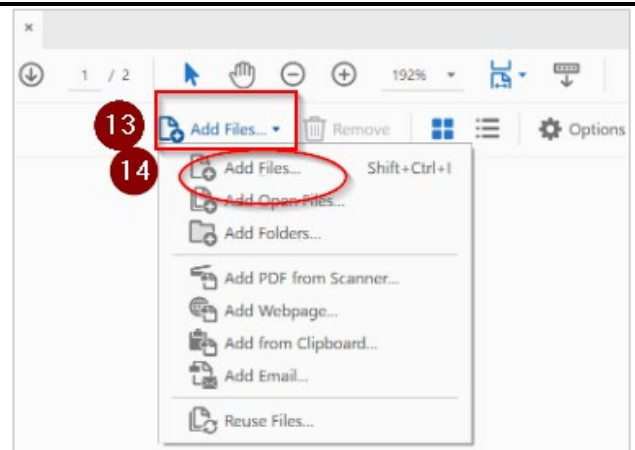 ×
1 / 2 192%
13 Add Files... Remove Options
14 Add Files... Shift+Ctrl+I
Add Open Files...
Add Folders...
Add PDF from Scanner...
Add Webpage...
Add from Clipboard...
Add Email...
Reuse Files...